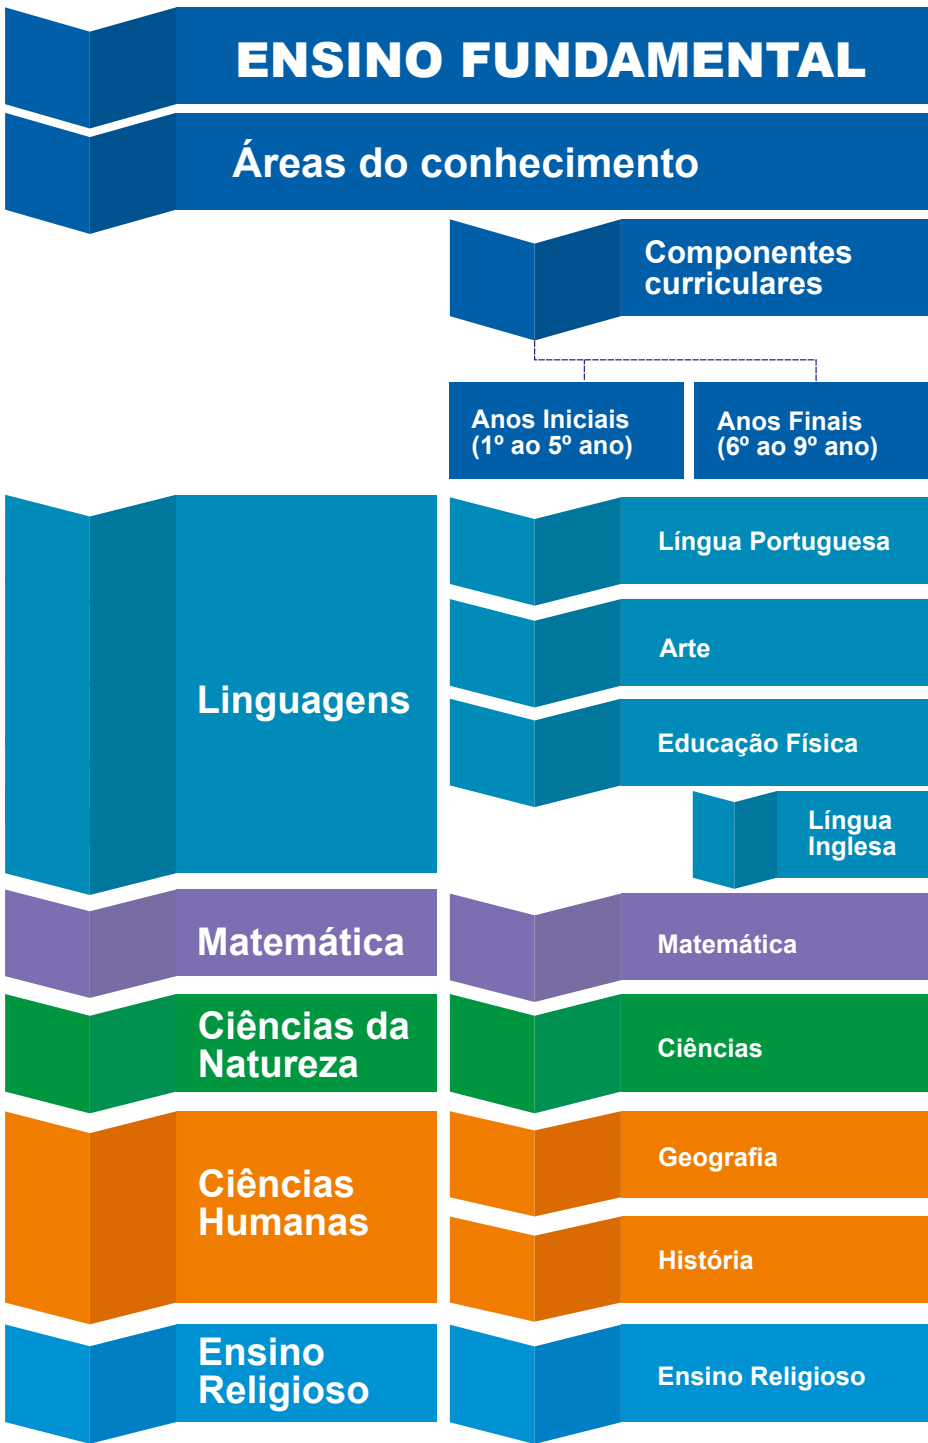 ENSINO FUNDAMENTAL
Áreas do conhecimento
Componentes
curriculares
Anos Iniciais
(1º ao 5º ano)
Anos Finais
(6º ao 9º ano)
Linguagens
Língua Portuguesa
Arte
Educação Física
Língua
Inglesa
Matemática
Matemática
Ciências da
Natureza
Ciências
Ciências
Humanas
Geografia
História
Ensino
Religioso
Ensino Religioso